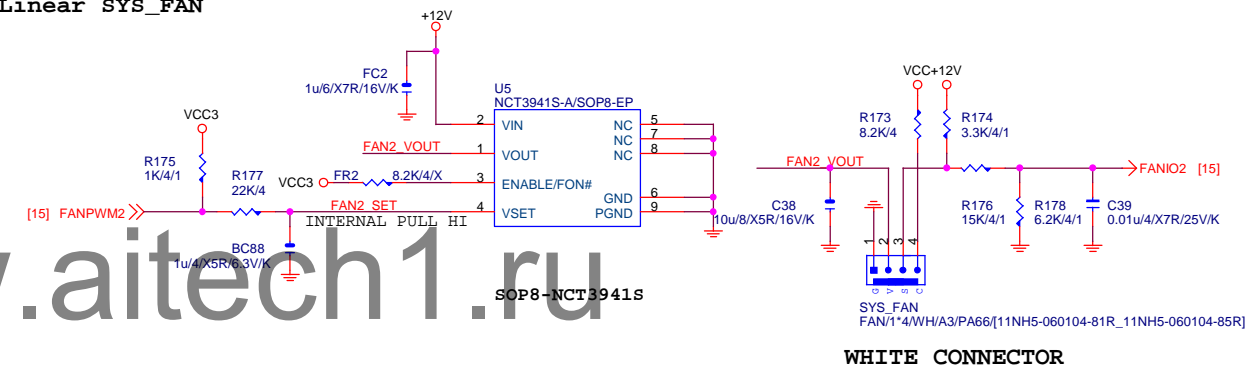 Linear SYS_FAN
+12V
FC2
1u/6/X7R/16V/K
U5
NCT3941S-A/SOP8-EP
2 VIN
1 VOUT
3 ENABLE/FON#
4 VSET
NC 5
NC 7
NC 8
GND 6
PGND 9
FAN2_VOUT
VCC3
R175
1K/4/1
R177
22K/4
VCC3
FR2
8.2K/4/X
FAN2_SET
INTERNAL PULL HI
[15] FANPWM2
BC88
1u/4/X5R/6.3V/K
SOP8-NCT3941S
VCC
+12V
R173
8.2K/4
R174
3.3K/4/1
FAN2_VOUT
FANIO2 [15]
C38
10u/8/X5R/16V/K
R176
15K/4/1
R178
6.2K/4/1
C39
0.01u/4/X7R/25V/K
1 2 3 4
G V S C
SYS_FAN
FAN/1*4/WH/A3/PA66/[11NH5-060104-81R_11NH5-060104-85R]
WHITE CONNECTOR
.aitech1.ru